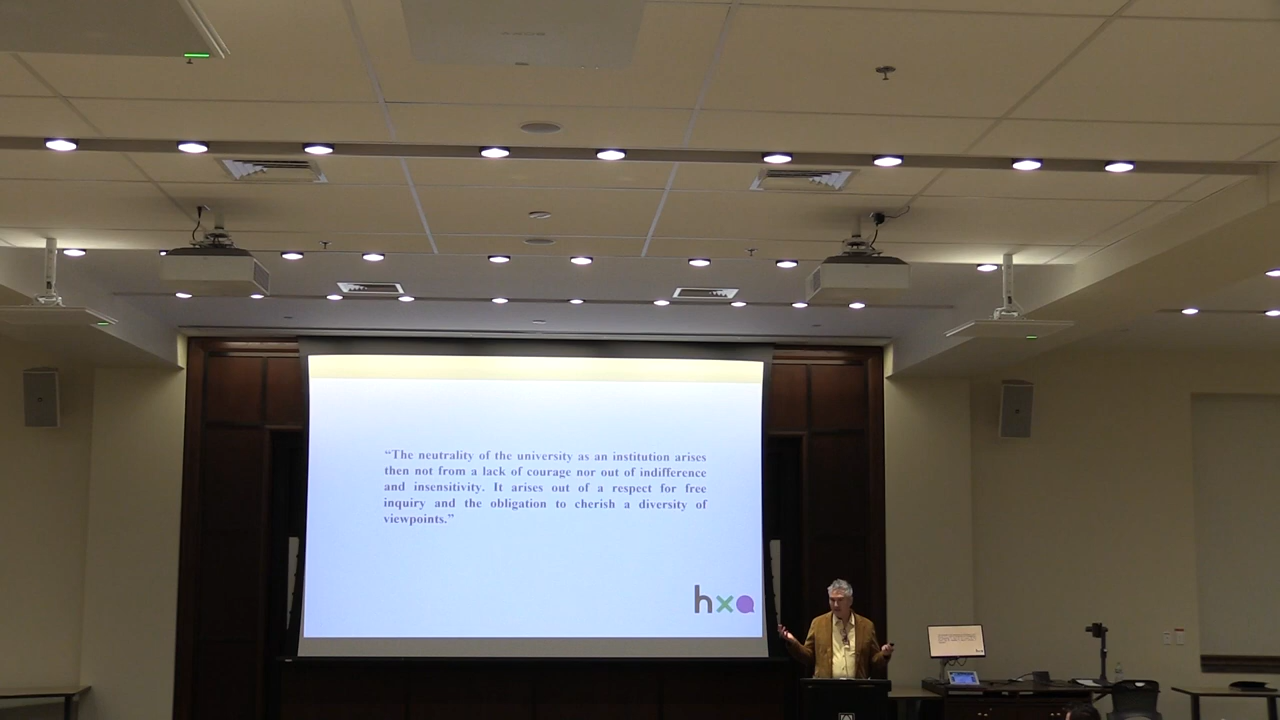 “The neutrality of the university as an institution arises
then not from a lack of courage nor out of indifference
and insensitivity. It arises out of a respect for free
inquiry and the obligation to cherish a diversity of
viewpoints.”
hxa